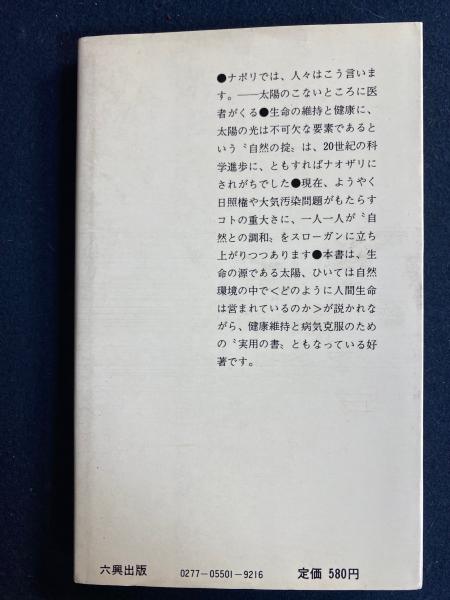 ●ナポリでは、人々はこう言いま
す。――太陽のこないところに医
者がくる●生命の維持と健康に、
太陽の光は不可欠な要素であると
いう〝自然の掟〟は、20世紀の科
学進歩に、ともすればナオザリに
されがちでした●現在、ようやく
日照権や大気汚染問題がもたらす
コトの重大さに、一人一人が〝自
然との調和〟をスローガンに立ち
上がりつつあります●本書は、生
命の源である太陽、ひいては自然
環境の中で<どのように人間生命
は営まれているのか>が説かれな
がら、健康維持と病気克服のため
の〝実用の書〟ともなっている好
著です。
六興出版 0277-05501-9216 定価 580円